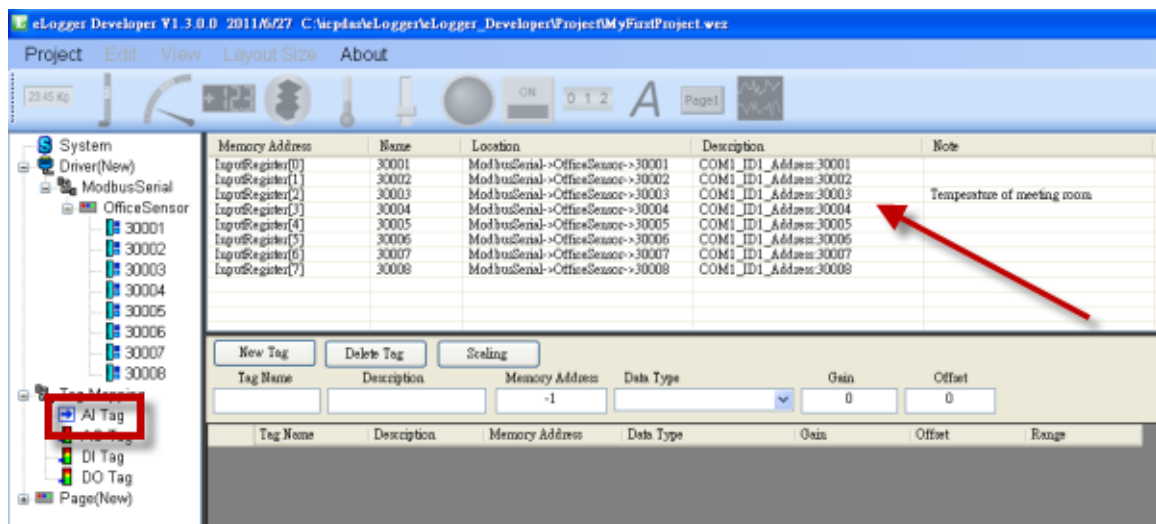 eLogger Developer V1.3.0.0 2011/6/27 C:\icpdas\eLogger\eLogger_Developer\Project\MyFirstProject.wez
Project Edit View Layout Size About
23.45 Kg +123 ON 0 1 2 A Page1
System
Driver(New)
ModbusSerial
OfficeSensor
30001
30002
30003
30004
30005
30006
30007
30008
Tag Mapping
AI Tag
AO Tag
DI Tag
DO Tag
Page(New)
Memory Address Name Location Description Note
InputRegister[0] 30001 ModbusSerial->OfficeSensor->30001 COM1_ID1_Address:30001
InputRegister[1] 30002 ModbusSerial->OfficeSensor->30002 COM1_ID1_Address:30002
InputRegister[2] 30003 ModbusSerial->OfficeSensor->30003 COM1_ID1_Address:30003 Temperature of meeting room
InputRegister[3] 30004 ModbusSerial->OfficeSensor->30004 COM1_ID1_Address:30004
InputRegister[4] 30005 ModbusSerial->OfficeSensor->30005 COM1_ID1_Address:30005
InputRegister[5] 30006 ModbusSerial->OfficeSensor->30006 COM1_ID1_Address:30006
InputRegister[6] 30007 ModbusSerial->OfficeSensor->30007 COM1_ID1_Address:30007
InputRegister[7] 30008 ModbusSerial->OfficeSensor->30008 COM1_ID1_Address:30008
New Tag Delete Tag Scaling
Tag Name Description Memory Address Data Type Gain Offset
-1 0 0
Tag Name Description Memory Address Data Type Gain Offset Range